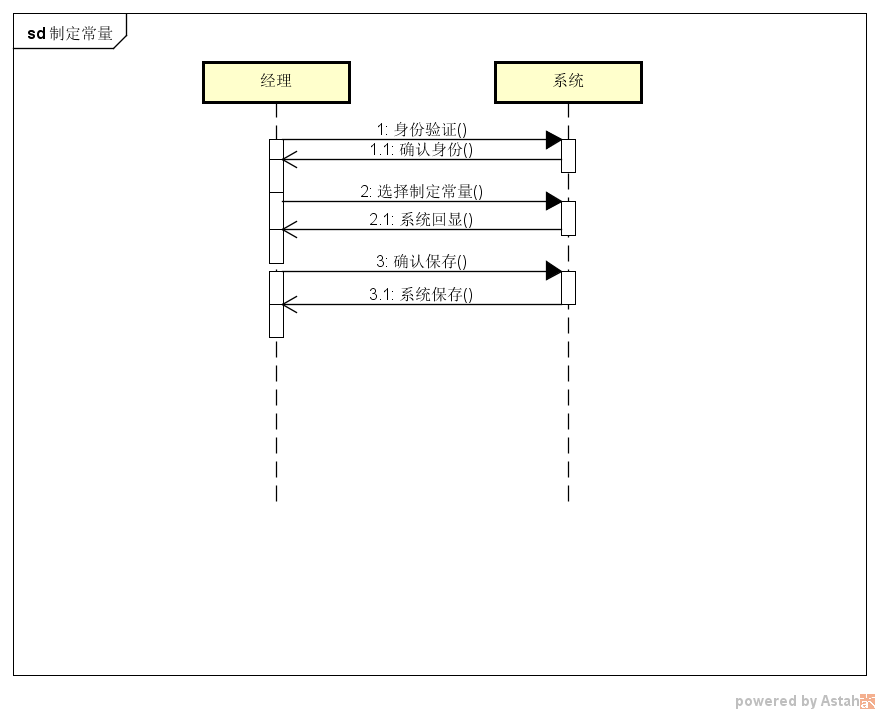 sd 制定常量
经理
系统
1: 身份验证()
1.1: 确认身份()
2: 选择制定常量()
2.1: 系统回显()
3: 确认保存()
3.1: 系统保存()
powered by Astah